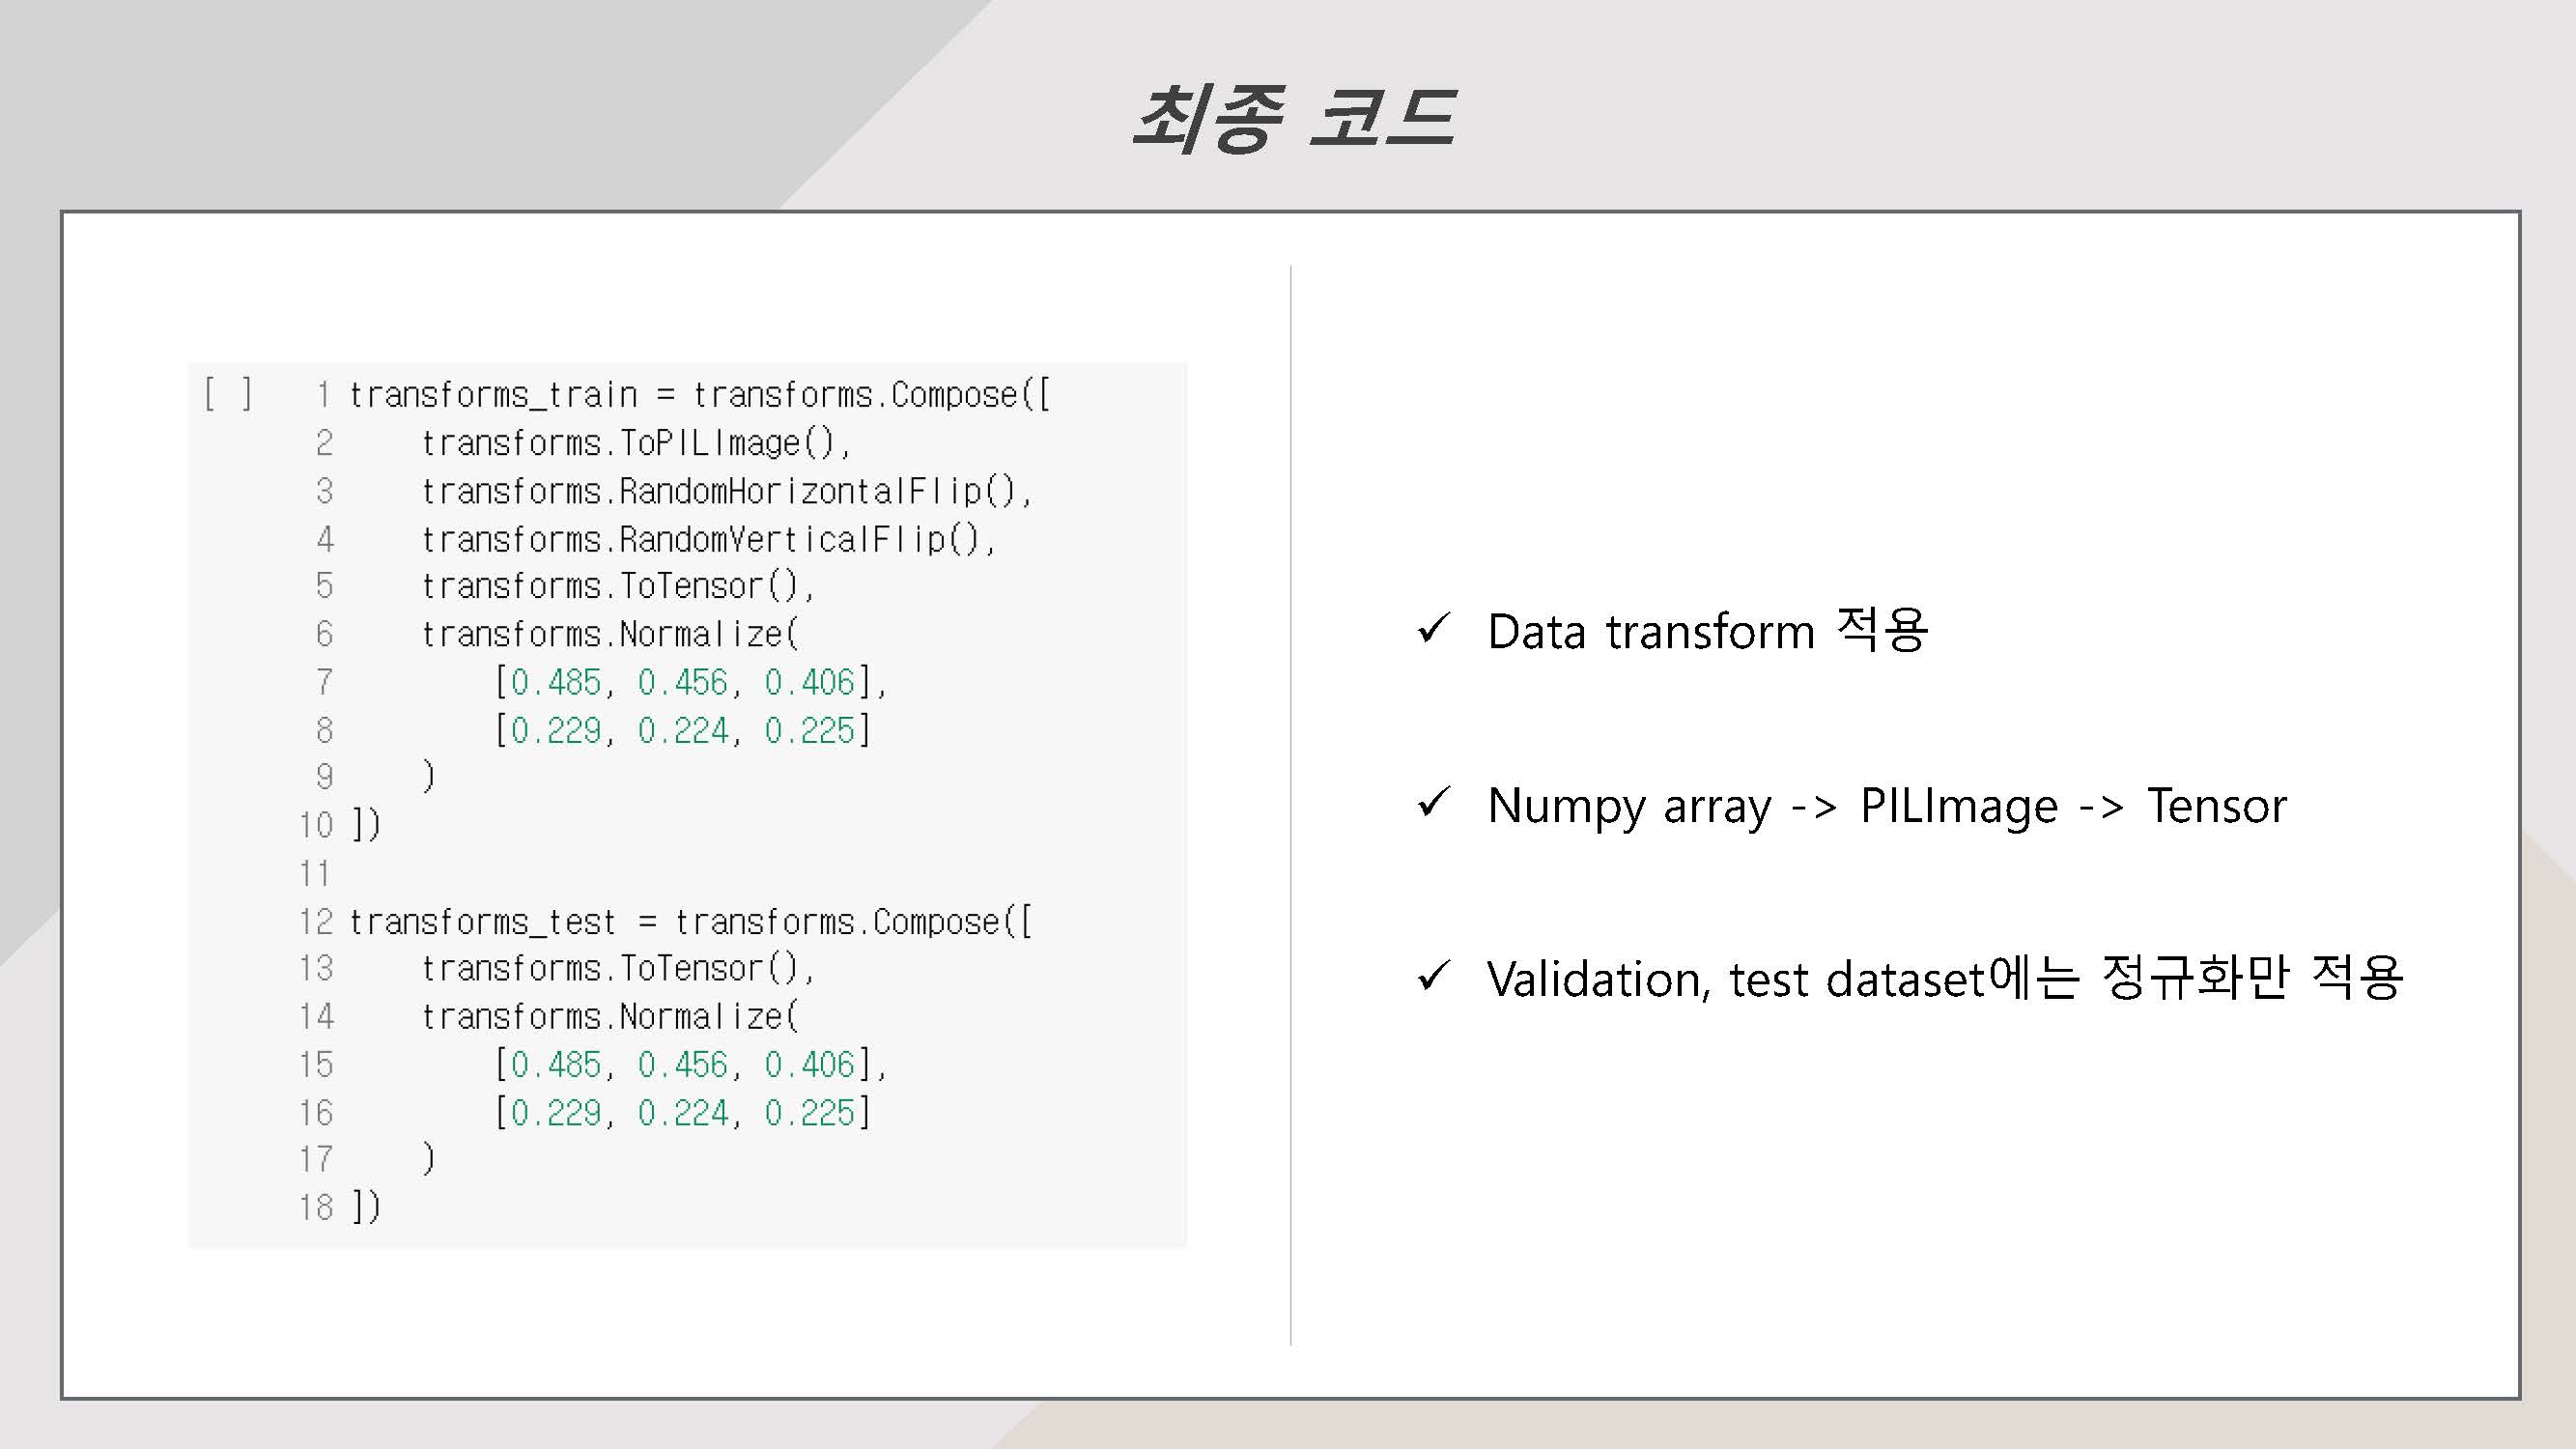 최종 코드
[ ] 1 transforms_train = transforms.Compose([
2     transforms.ToPILImage(),
3     transforms.RandomHorizontalFlip(),
4     transforms.RandomVerticalFlip(),
5     transforms.ToTensor(),
6     transforms.Normalize(
7         [0.485, 0.456, 0.406],
8         [0.229, 0.224, 0.225]
9     )
10 ])
11
12 transforms_test = transforms.Compose([
13     transforms.ToTensor(),
14     transforms.Normalize(
15         [0.485, 0.456, 0.406],
16         [0.229, 0.224, 0.225]
17     )
18 ])
✓ Data transform 적용
✓ Numpy array -> PILImage -> Tensor
✓ Validation, test dataset에는 정규화만 적용